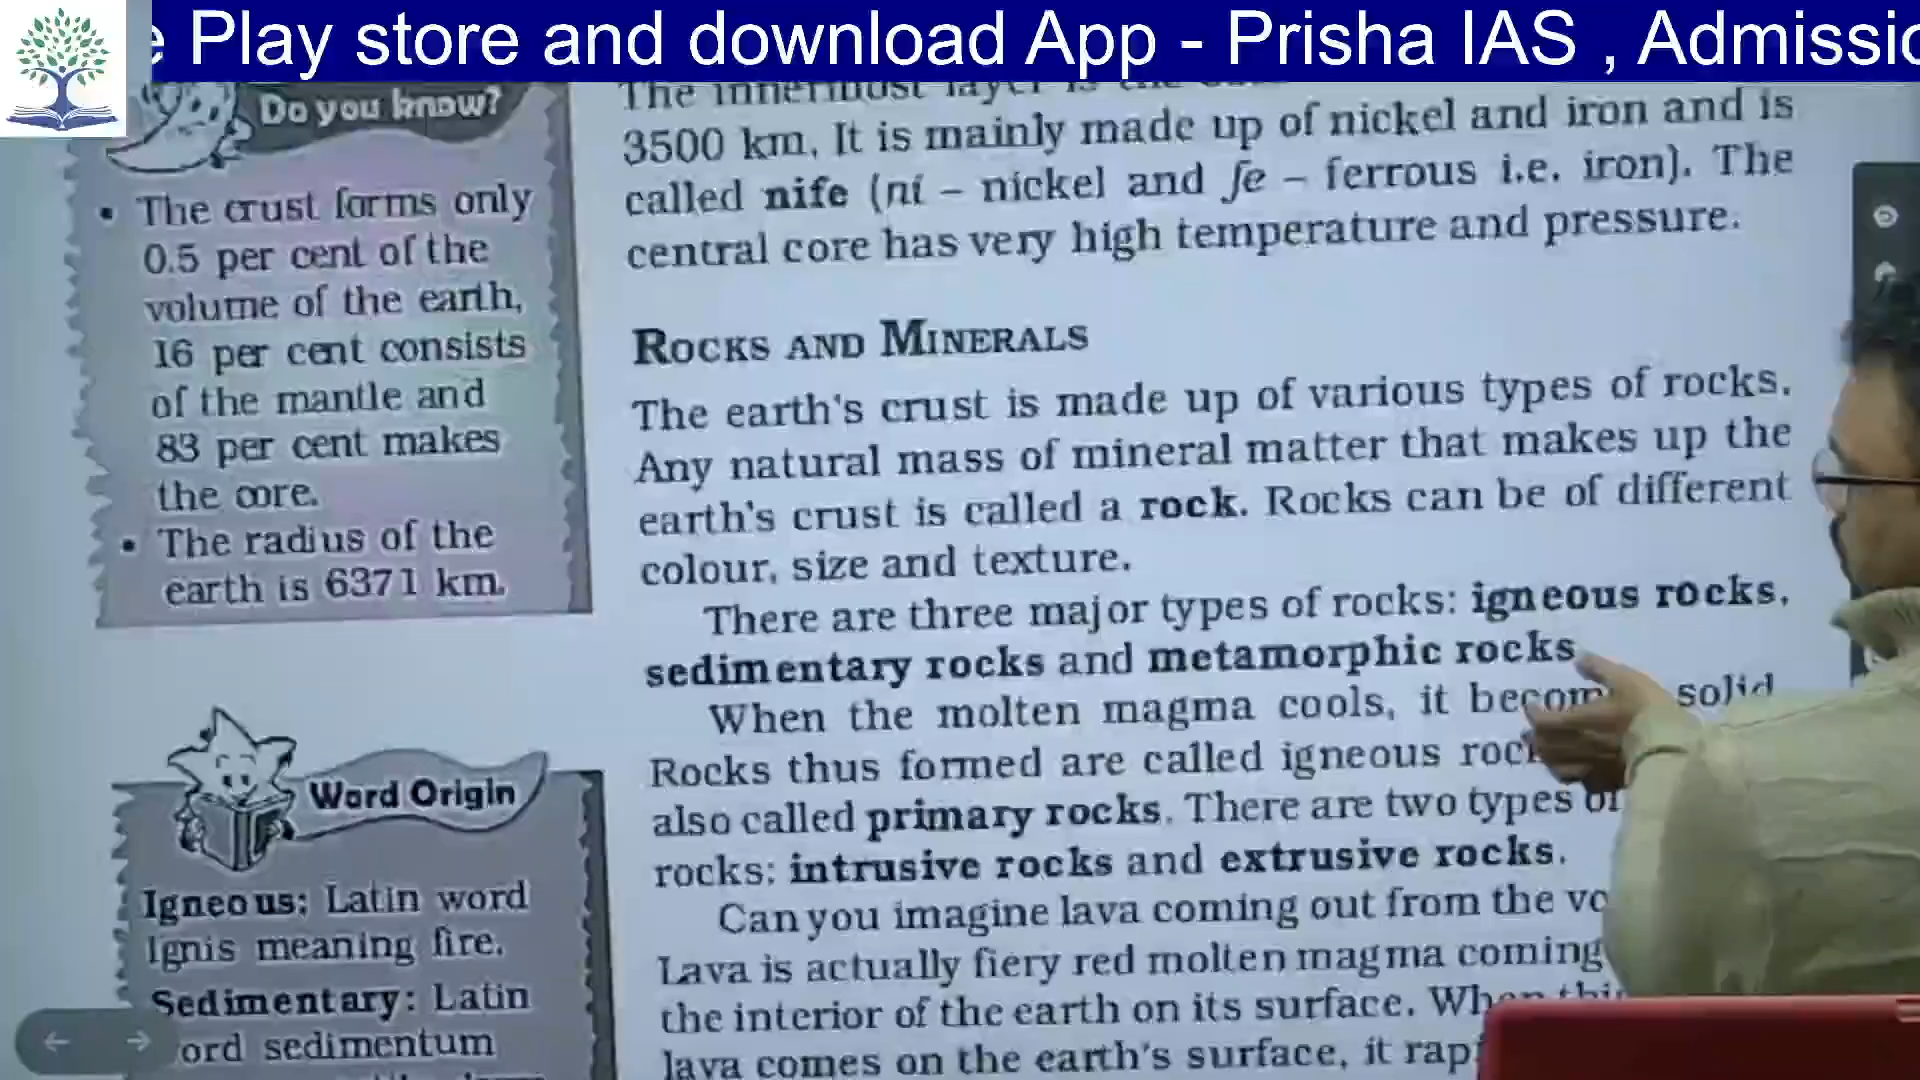 Play store and download App - Prisha IAS , Admissio
Do you know?
• The crust forms only
0.5 per cent of the
volume of the earth,
16 per cent consists
of the mantle and
83 per cent makes
the core.
• The radius of the
earth is 6371 km.
Word Origin
Igneous: Latin word
Ignis meaning fire.
Sedimentary: Latin
ord sedimentum
The innermost layer is the
3500 km. It is mainly made up of nickel and iron and is
called nife (ni – nickel and fe – ferrous i.e. iron). The
central core has very high temperature and pressure.
ROCKS AND MINERALS
The earth's crust is made up of various types of rocks.
Any natural mass of mineral matter that makes up the
earth's crust is called a rock. Rocks can be of different
colour, size and texture.
There are three major types of rocks: igneous rocks,
sedimentary rocks and metamorphic rocks
When the molten magma cools, it becom solid
Rocks thus formed are called igneous roc
also called primary rocks. There are two types of
rocks: intrusive rocks and extrusive rocks.
Can you imagine lava coming out from the vo
Lava is actually fiery red molten magma coming
the interior of the earth on its surface. When this
lava comes on the earth's surface, it rap